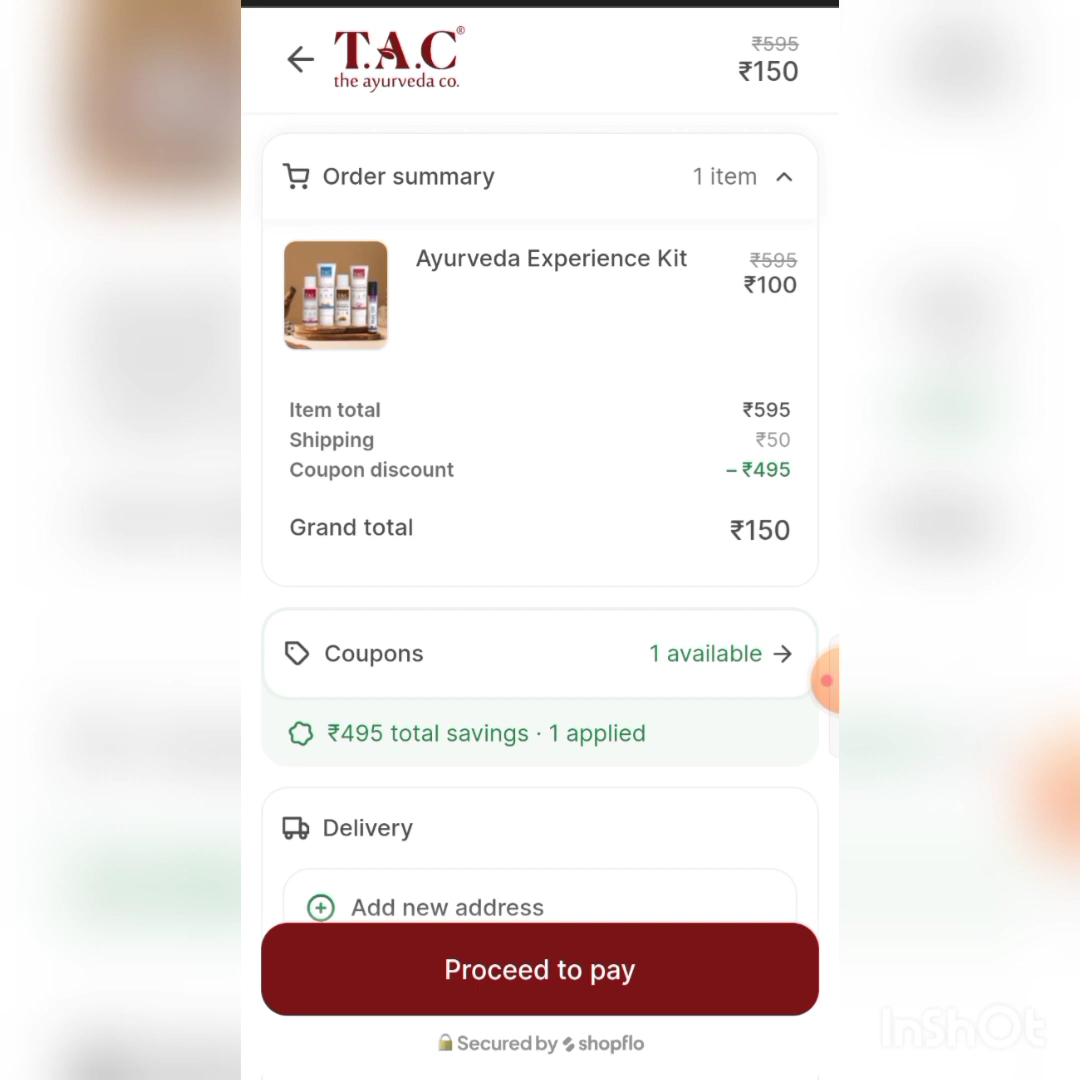 T.A.C®
the ayurveda co.
₹595
₹150
Order summary
1 item
Ayurveda Experience Kit
₹595
₹100
Item total ₹595
Shipping ₹50
Coupon discount – ₹495
Grand total ₹150
Coupons
1 available
₹495 total savings · 1 applied
Delivery
Add new address
Proceed to pay
Secured by shopflo
InShOt